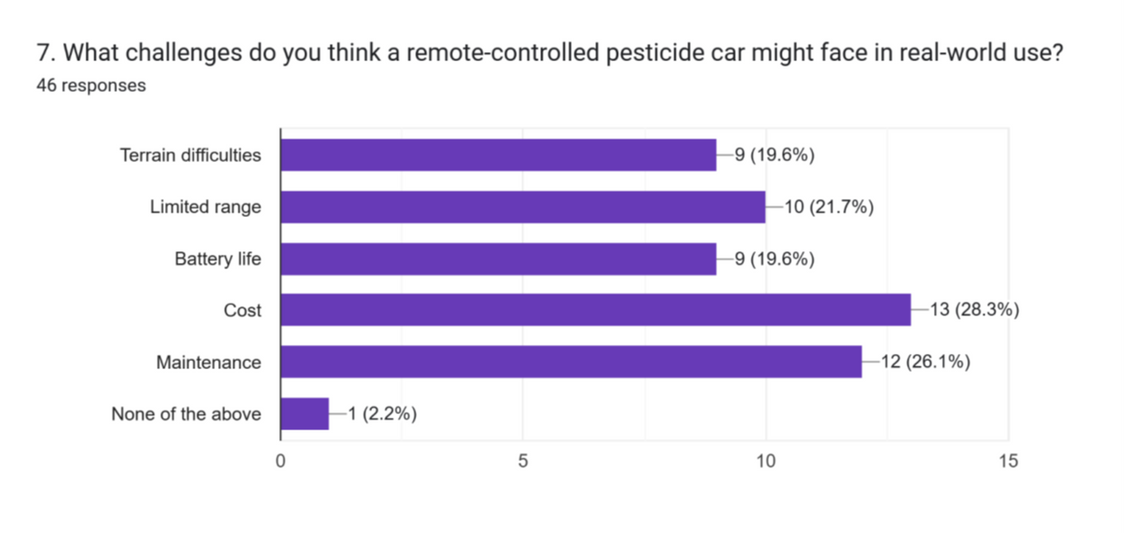 7. What challenges do you think a remote-controlled pesticide car might face in real-world use?
46 responses
Terrain difficulties 9 (19.6%)
Limited range 10 (21.7%)
Battery life 9 (19.6%)
Cost 13 (28.3%)
Maintenance 12 (26.1%)
None of the above 1 (2.2%)
0 5 10 15